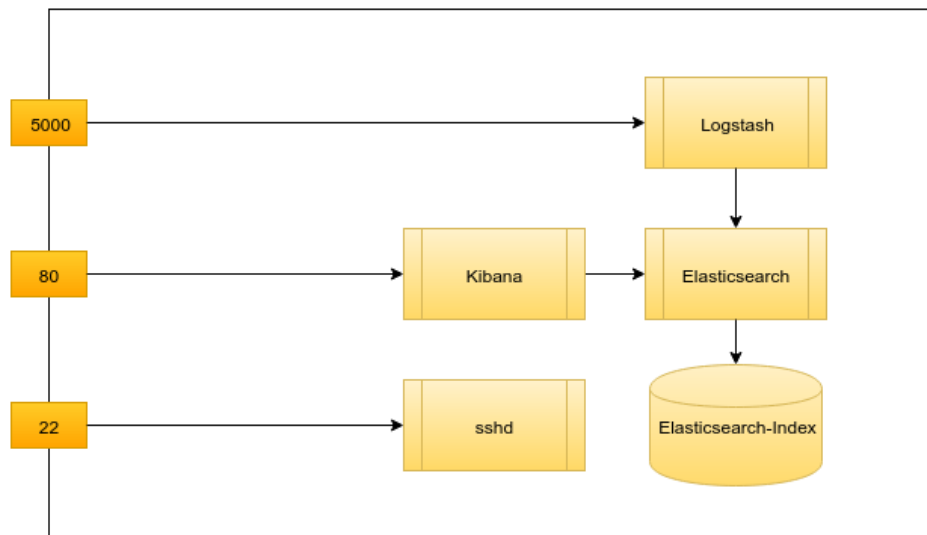 5000
Logstash
80
Kibana
Elasticsearch
22
sshd
Elasticsearch-Index